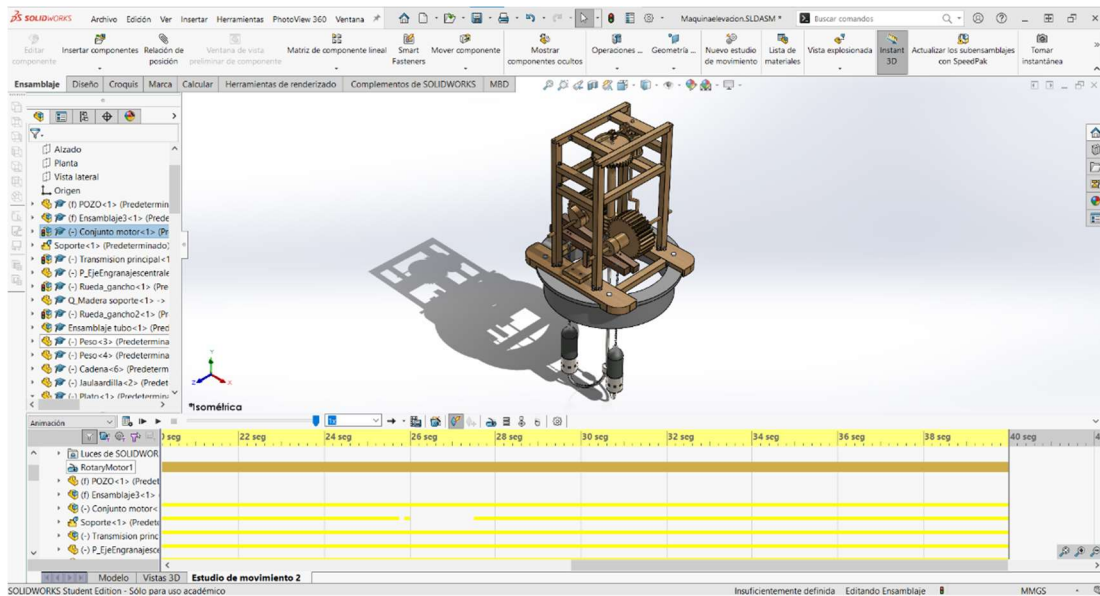 SOLIDWORKS Archivo Edición Ver Insertar Herramientas PhotoView 360 Ventana Maquinaelevacion.SLDASM * Buscar comandos
Editar componente
Insertar componentes
Relación de posición
Ventana de vista preliminar de componente
Matriz de componente lineal
Smart Fasteners
Mover componente
Mostrar componentes ocultos
Operaciones ...
Geometría ...
Nuevo estudio de movimiento
Lista de materiales
Vista explosionada
Instant 3D
Actualizar los subensamblajes con SpeedPak
Tomar instantánea
Ensamblaje Diseño Croquis Marca Calcular Herramientas de renderizado Complementos de SOLIDWORKS MBD
Alzado
Planta
Vista lateral
Origen
(f) POZO<1> (Predetermin
(f) Ensamblaje3<1> (Prede
(-) Conjunto motor<1> (Pr
Soporte<1> (Predeterminado)
(-) Transmision principal<1
(-) P_EjeEngranajescentrale
(-) Rueda_gancho<1> (Pre
Q_Madera soporte<1> ->
(-) Rueda_gancho2<1> (Pr
Ensamblaje tubo<1> (Pred
(-) Peso<3> (Predetermina
(-) Peso<4> (Predetermina
(-) Cadena<6> (Predeterm
(-) Jaulaardilla<2> (Predet
(-) Plato<1> (Predetermin
*Isométrica
Animación
1x
seg 22 seg 24 seg 26 seg 28 seg 30 seg 32 seg 34 seg 36 seg 38 seg 40 seg
Luces de SOLIDWOR
RotaryMotor1
(f) POZO<1> (Predet
(f) Ensamblaje3<1>
(-) Conjunto motor<
Soporte<1> (Predete
(-) Transmision princ
(-) P_EjeEngranajesce
Modelo Vistas 3D Estudio de movimiento 2
SOLIDWORKS Student Edition - Sólo para uso académico Insuficientemente definida Editando Ensamblaje MMGS